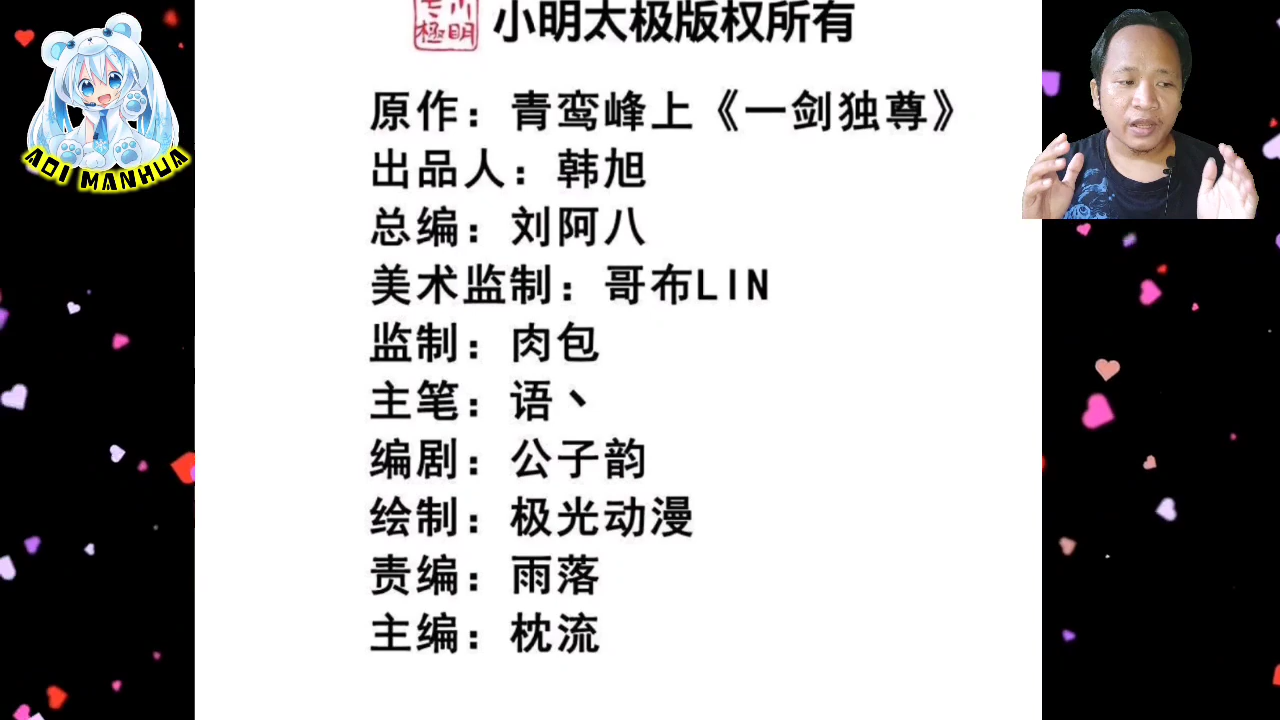 小明太极版权所有
原作：青鸾峰上《一剑独尊》
出品人：韩旭
总编：刘阿八
美术监制：哥布LIN
监制：肉包
主笔：语丶
编剧：公子韵
绘制：极光动漫
责编：雨落
主编：枕流
AOI MANHUA